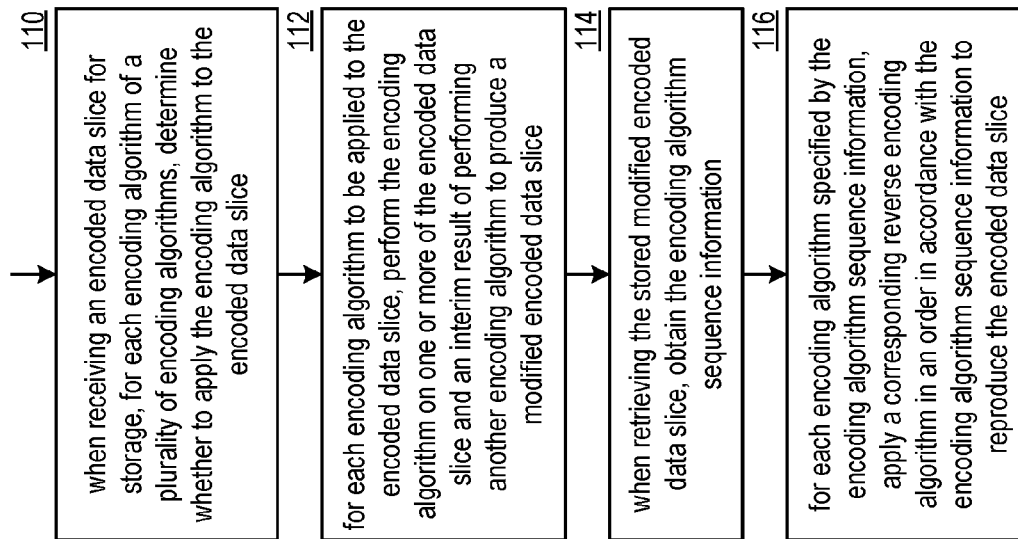 110
when receiving an encoded data slice for
storage, for each encoding algorithm of a
plurality of encoding algorithms, determine
whether to apply the encoding algorithm to the
encoded data slice
112
for each encoding algorithm to be applied to the
encoded data slice, perform the encoding
algorithm on one or more of the encoded data
slice and an interim result of performing
another encoding algorithm to produce a
modified encoded data slice
114
when retrieving the stored modified encoded
data slice, obtain the encoding algorithm
sequence information
116
for each encoding algorithm specified by the
encoding algorithm sequence information,
apply a corresponding reverse encoding
algorithm in an order in accordance with the
encoding algorithm sequence information to
reproduce the encoded data slice